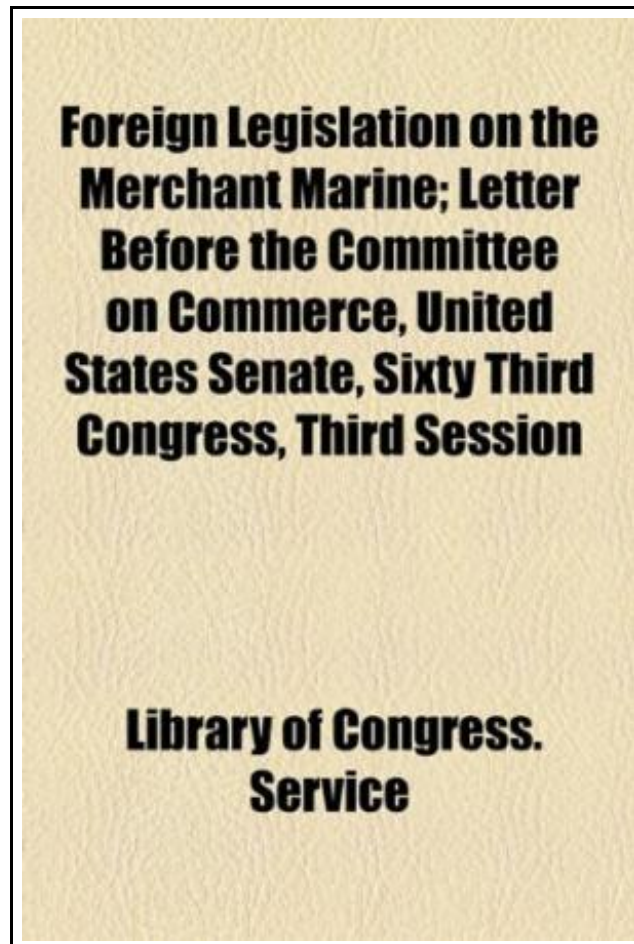 Foreign Legislation on the
Merchant Marine; Letter
Before the Committee
on Commerce, United
States Senate, Sixty Third
Congress, Third Session
Library of Congress.
Service